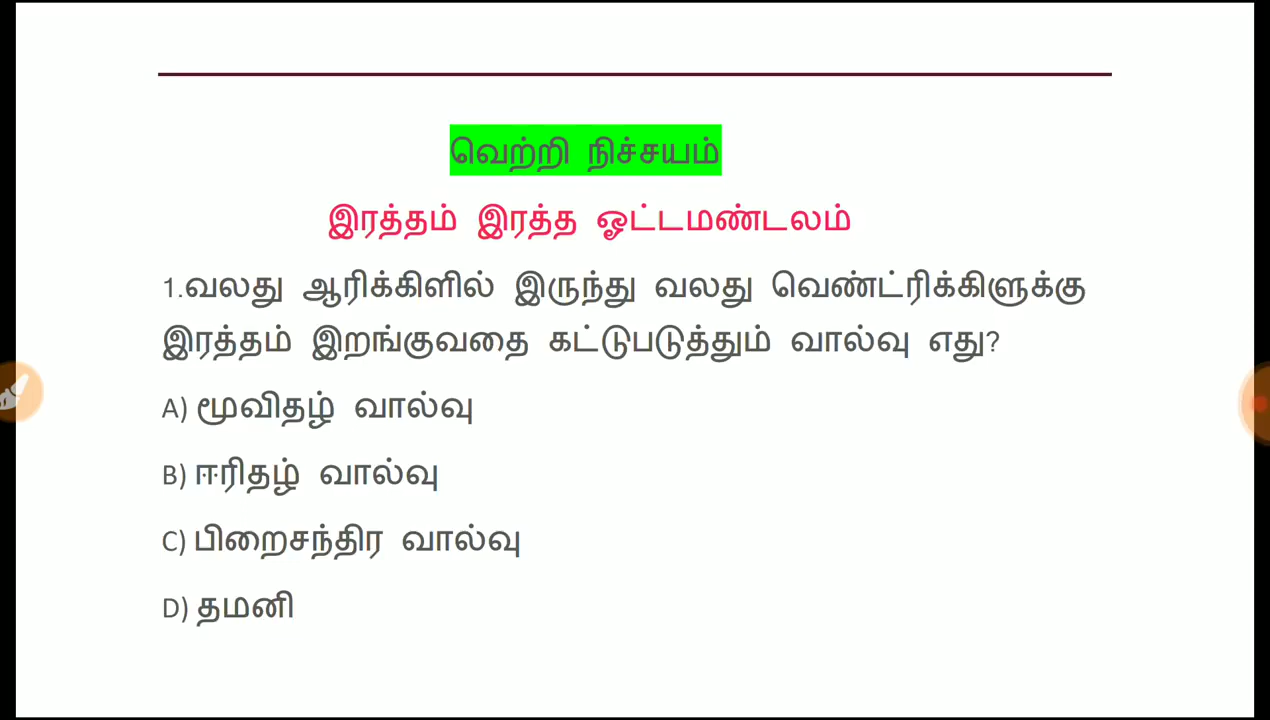 வெற்றி நிச்சயம்
இரத்தம் இரத்த ஓட்டமண்டலம்
1.வலது ஆரிக்கிளில் இருந்து வலது வெண்ட்ரிக்கிளுக்கு
இரத்தம் இறங்குவதை கட்டுபடுத்தும் வால்வு எது?
A) மூவிதழ் வால்வு
B) ஈரிதழ் வால்வு
C) பிறைசந்திர வால்வு
D) தமனி